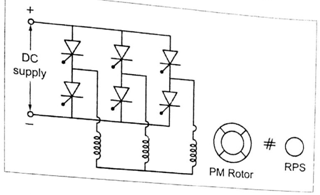 +
DC
supply
−
#
PM Rotor
RPS